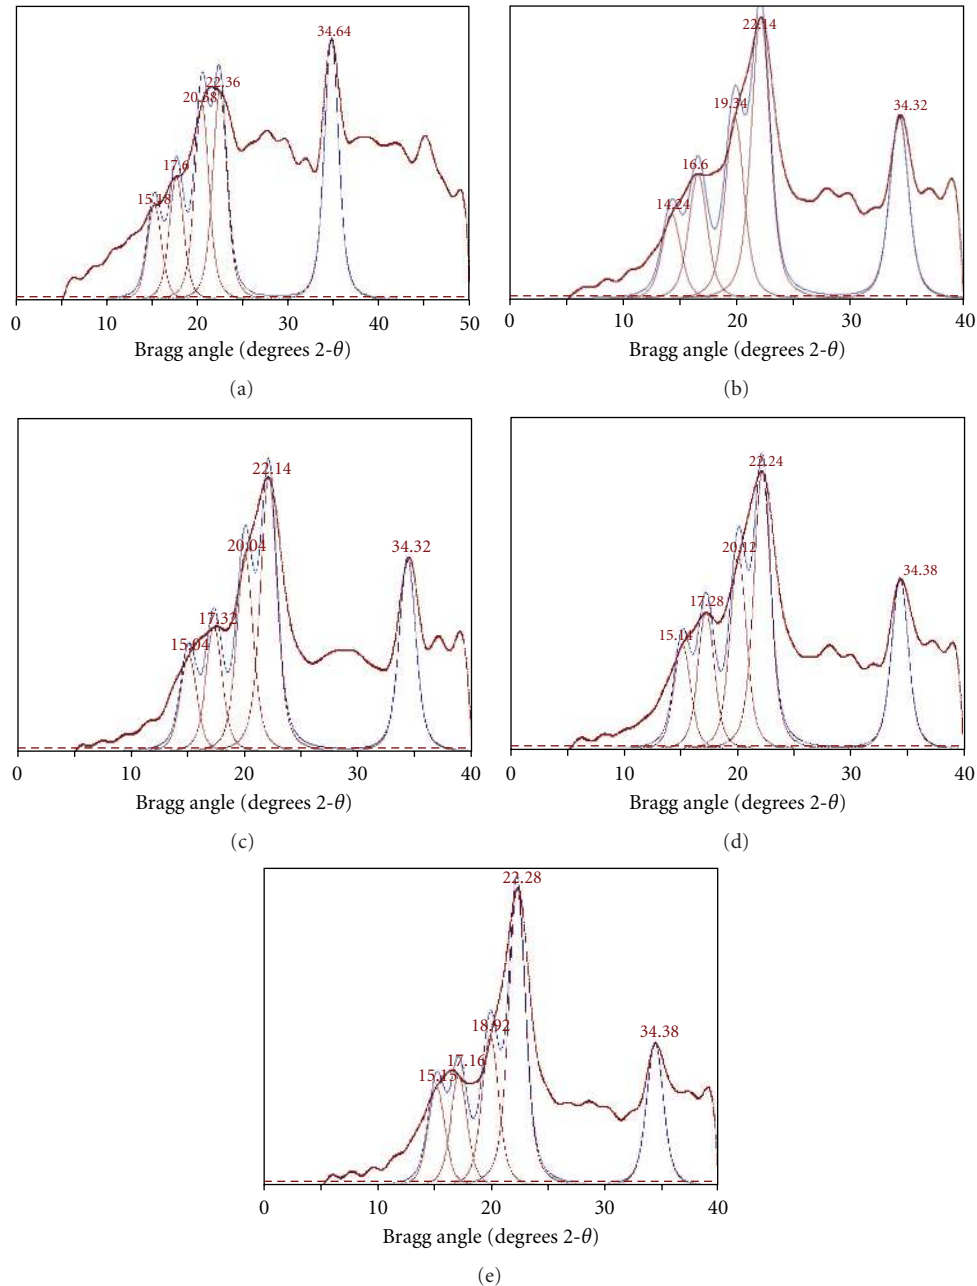 34.64
22.36
20.58
17.6
15.18
0 10 20 30 40 50
Bragg angle (degrees 2-θ)
(a)
22.14
19.34
34.32
16.6
14.24
0 10 20 30 40
Bragg angle (degrees 2-θ)
(b)
22.14
20.04
34.32
17.32
15.04
0 10 20 30 40
Bragg angle (degrees 2-θ)
(c)
22.24
20.12
34.38
17.28
15.14
0 10 20 30 40
Bragg angle (degrees 2-θ)
(d)
22.28
18.92
34.38
17.16
15.15
0 10 20 30 40
Bragg angle (degrees 2-θ)
(e)